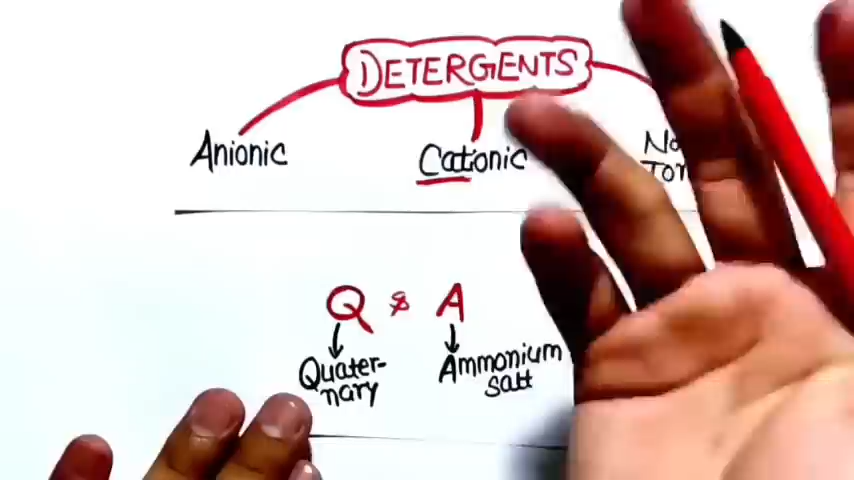 DETERGENTS
Anionic
Cationic
Q & A
Quater-
nary
Ammonium
salt